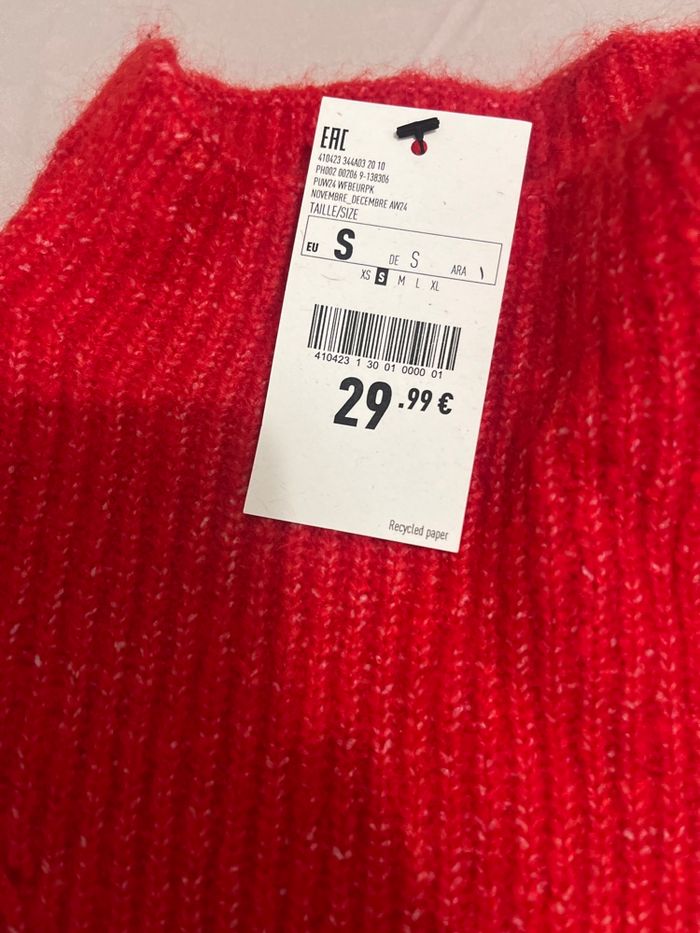 EAC
410423 344A03 20 10
PH002 00206 9-138306
PUW24 WFBEURPK
NOVEMBRE_DECEMBRE AW24
TAILLE/SIZE
EU S DE S ARA
XS S M L XL
410423 1 30 01 0000 01
29.99 €
Recycled paper